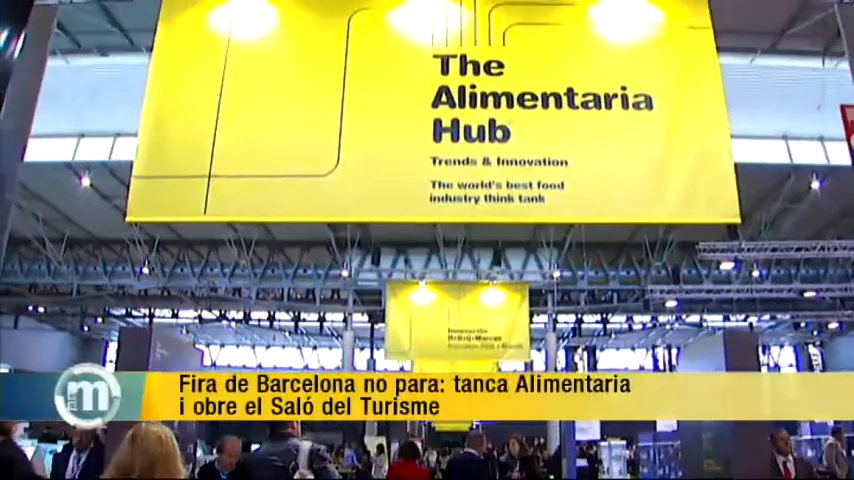 The
Alimentaria
Hub
Trends & Innovation
The world's best food
industry think tank
Fira de Barcelona no para: tanca Alimentaria
i obre el Saló del Turisme
m